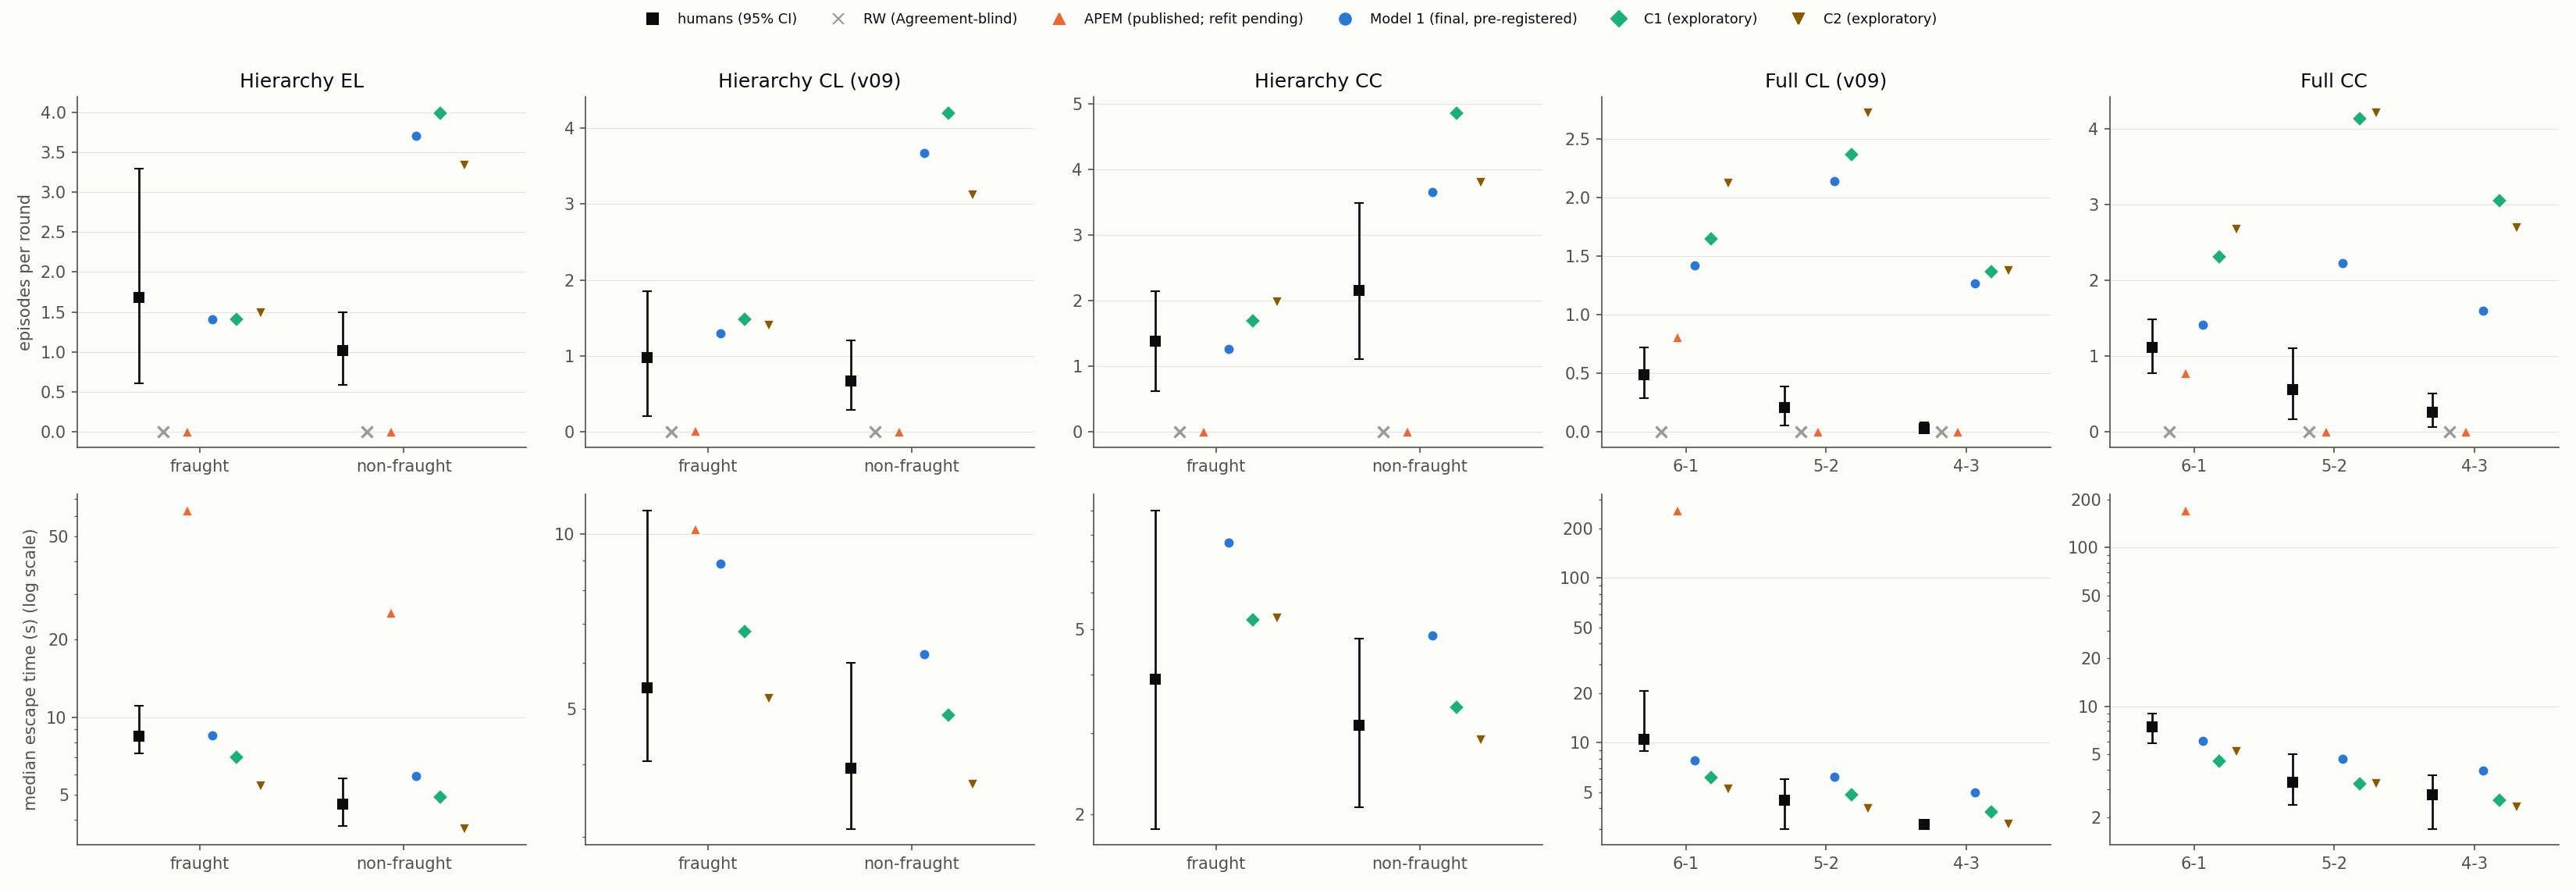 humans (95% CI) RW (Agreement-blind) APEM (published; refit pending) Model 1 (final, pre-registered) C1 (exploratory) C2 (exploratory)
Hierarchy EL
episodes per round
4.0
3.5
3.0
2.5
2.0
1.5
1.0
0.5
0.0
fraught non-fraught
Hierarchy CL (v09)
4
3
2
1
0
fraught non-fraught
Hierarchy CC
5
4
3
2
1
0
fraught non-fraught
Full CL (v09)
2.5
2.0
1.5
1.0
0.5
0.0
6-1 5-2 4-3
Full CC
4
3
2
1
0
6-1 5-2 4-3
median escape time (s) (log scale)
50
20
10
5
fraught non-fraught
10
5
fraught non-fraught
5
2
fraught non-fraught
200
100
50
20
10
5
6-1 5-2 4-3
200
100
50
20
10
5
2
6-1 5-2 4-3